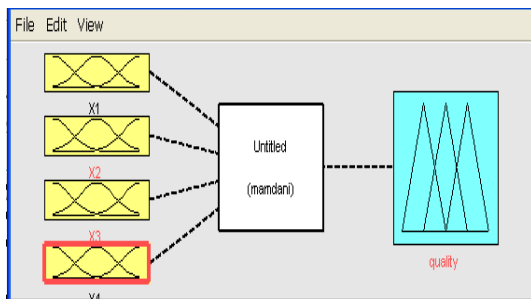 File Edit View
X1
X2
X3
X4
Untitled
(mamdani)
quality